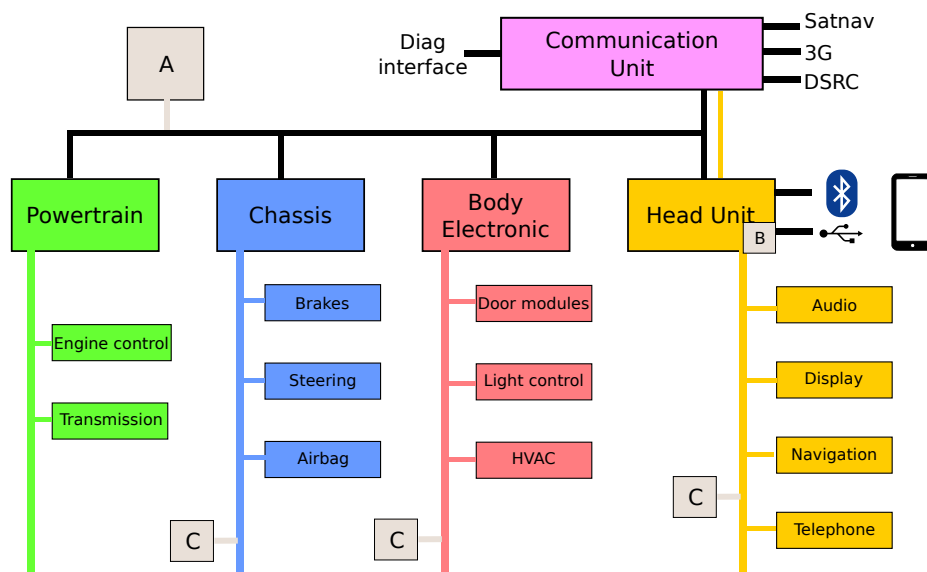 Satnav
Communication
Unit
Diag
interface
3G
DSRC
A
Powertrain
Chassis
Body
Electronic
Head Unit
B
Brakes
Door modules
Audio
Engine control
Steering
Light control
Display
Transmission
Airbag
HVAC
Navigation
C
Telephone
C
C